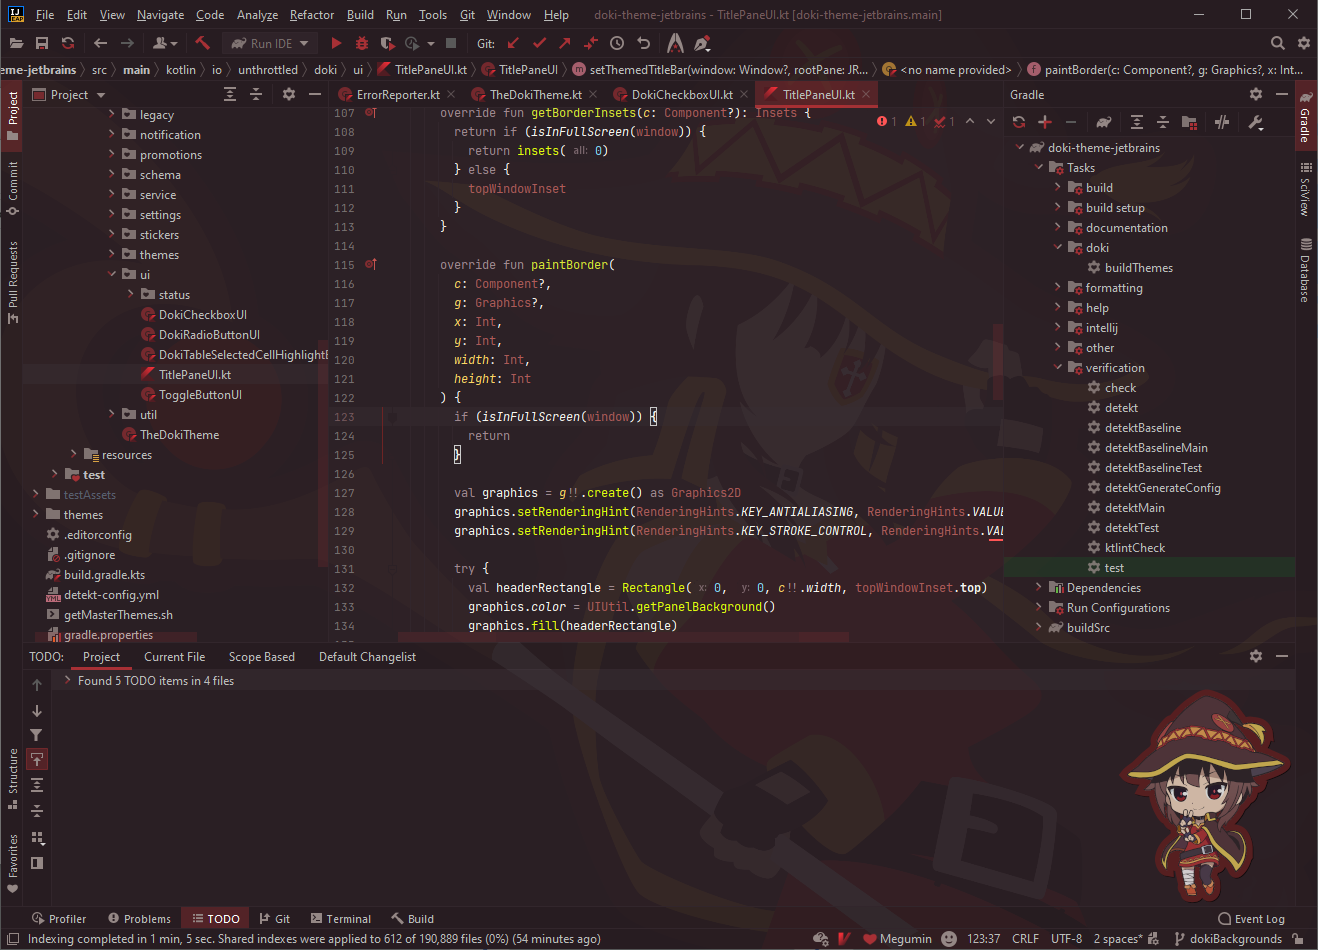 File Edit View Navigate Code Analyze Refactor Build Run Tools Git Window Help doki-theme-jetbrains - TitlePaneUI.kt [doki-theme-jetbrains.main]
Run IDE Git:
eme-jetbrains src main kotlin io unthrottled doki ui TitlePaneUI.kt TitlePaneUI setThemedTitleBar(window: Window?, rootPane: JR... <no name provided> paintBorder(c: Component?, g: Graphics?, x: Int...
Project
Commit
Pull Requests
Structure
Favorites
Project
legacy
notification
promotions
schema
service
settings
stickers
themes
ui
status
DokiCheckboxUI
DokiRadioButtonUI
DokiTableSelectedCellHighlightB
TitlePaneUI.kt
ToggleButtonUI
util
TheDokiTheme
resources
test
testAssets
themes
.editorconfig
.gitignore
build.gradle.kts
detekt-config.yml
getMasterThemes.sh
gradle.properties
ErrorReporter.kt TheDokiTheme.kt DokiCheckboxUI.kt TitlePaneUI.kt
1 1 1
107 override fun getBorderInsets(c: Component?): Insets {
108 return if (isInFullScreen(window)) {
109 return insets( all: 0)
110 } else {
111 topWindowInset
112 }
113 }
114
115 override fun paintBorder(
116 c: Component?,
117 g: Graphics?,
118 x: Int,
119 y: Int,
120 width: Int,
121 height: Int
122 ) {
123 if (isInFullScreen(window)) {
124 return
125 }
126
127 val graphics = g!!.create() as Graphics2D
128 graphics.setRenderingHint(RenderingHints.KEY_ANTIALIASING, RenderingHints.VALUE
129 graphics.setRenderingHint(RenderingHints.KEY_STROKE_CONTROL, RenderingHints.VAL
130
131 try {
132 val headerRectangle = Rectangle( x: 0, y: 0, c!!.width, topWindowInset.top)
133 graphics.color = UIUtil.getPanelBackground()
134 graphics.fill(headerRectangle)
Gradle
doki-theme-jetbrains
Tasks
build
build setup
documentation
doki
buildThemes
formatting
help
intellij
other
verification
check
detekt
detektBaseline
detektBaselineMain
detektBaselineTest
detektGenerateConfig
detektMain
detektTest
ktlintCheck
test
Dependencies
Run Configurations
buildSrc
Gradle
SciView
Database
TODO: Project Current File Scope Based Default Changelist
Found 5 TODO items in 4 files
Profiler Problems TODO Git Terminal Build Event Log
Indexing completed in 1 min, 5 sec. Shared indexes were applied to 612 of 190,889 files (0%) (54 minutes ago) Megumin 123:37 CRLF UTF-8 2 spaces* dokiBackgrounds